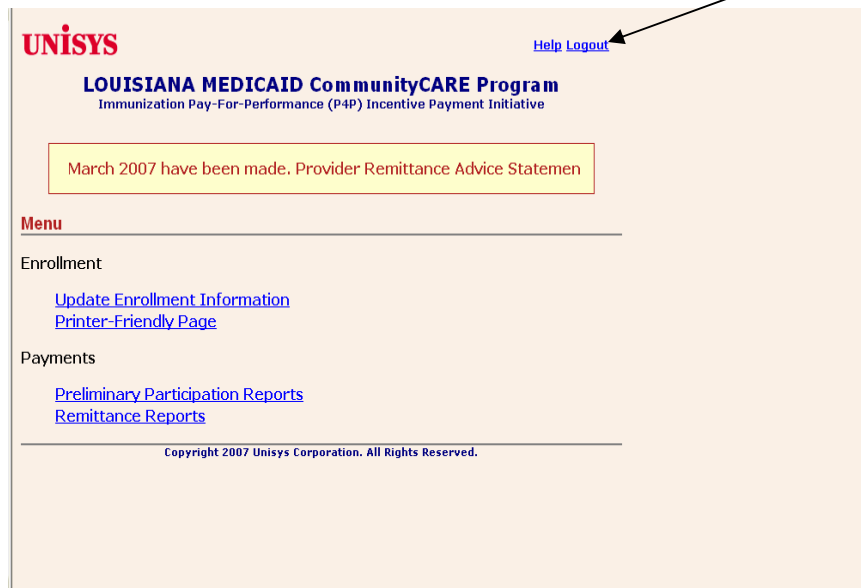 UNISYS
Help Logout
LOUISIANA MEDICAID CommunityCARE Program
Immunization Pay-For-Performance (P4P) Incentive Payment Initiative
March 2007 have been made. Provider Remittance Advice Statemen
Menu
Enrollment
Update Enrollment Information
Printer-Friendly Page
Payments
Preliminary Participation Reports
Remittance Reports
Copyright 2007 Unisys Corporation. All Rights Reserved.